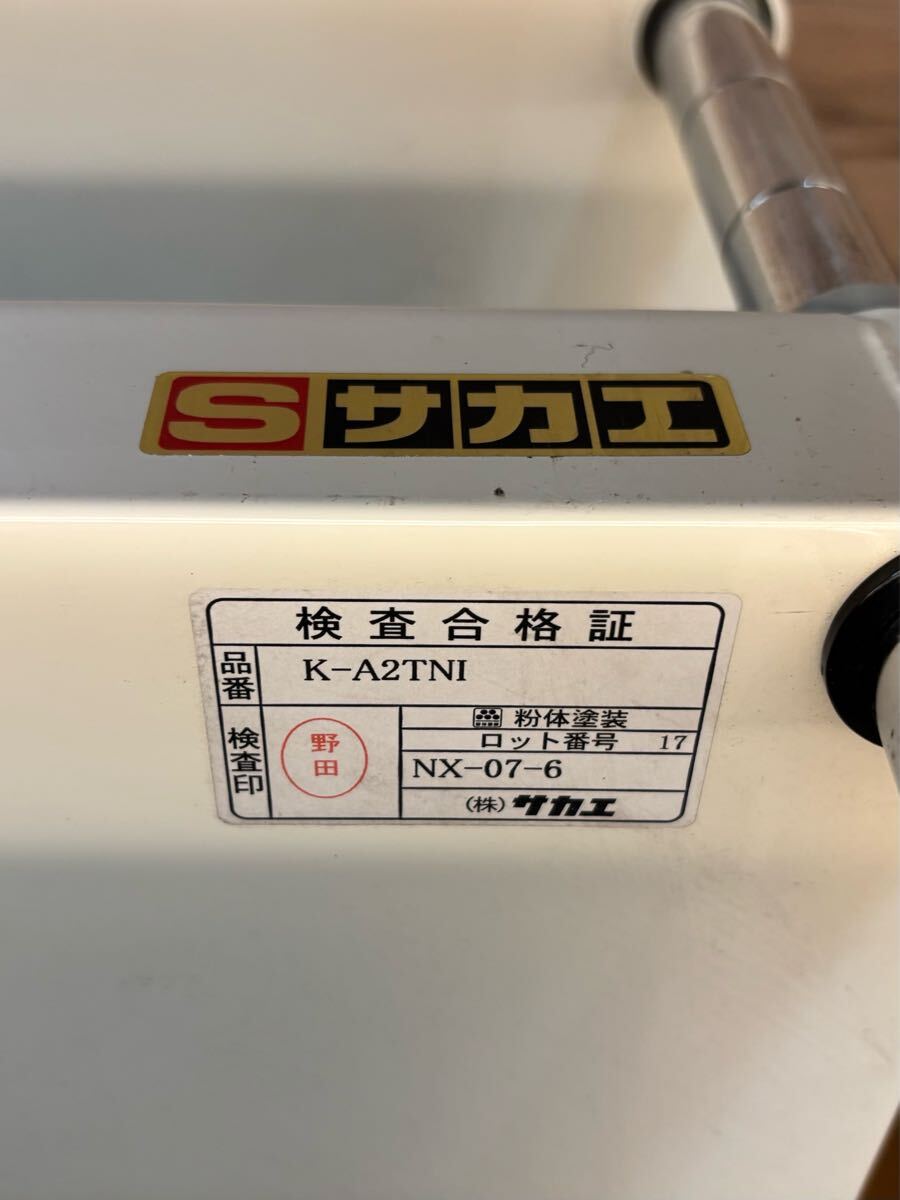 S サカエ
検査合格証
品番 K-A2TNI
検査印 野田
粉体塗装
ロット番号 17
NX-07-6
(株) サカエ